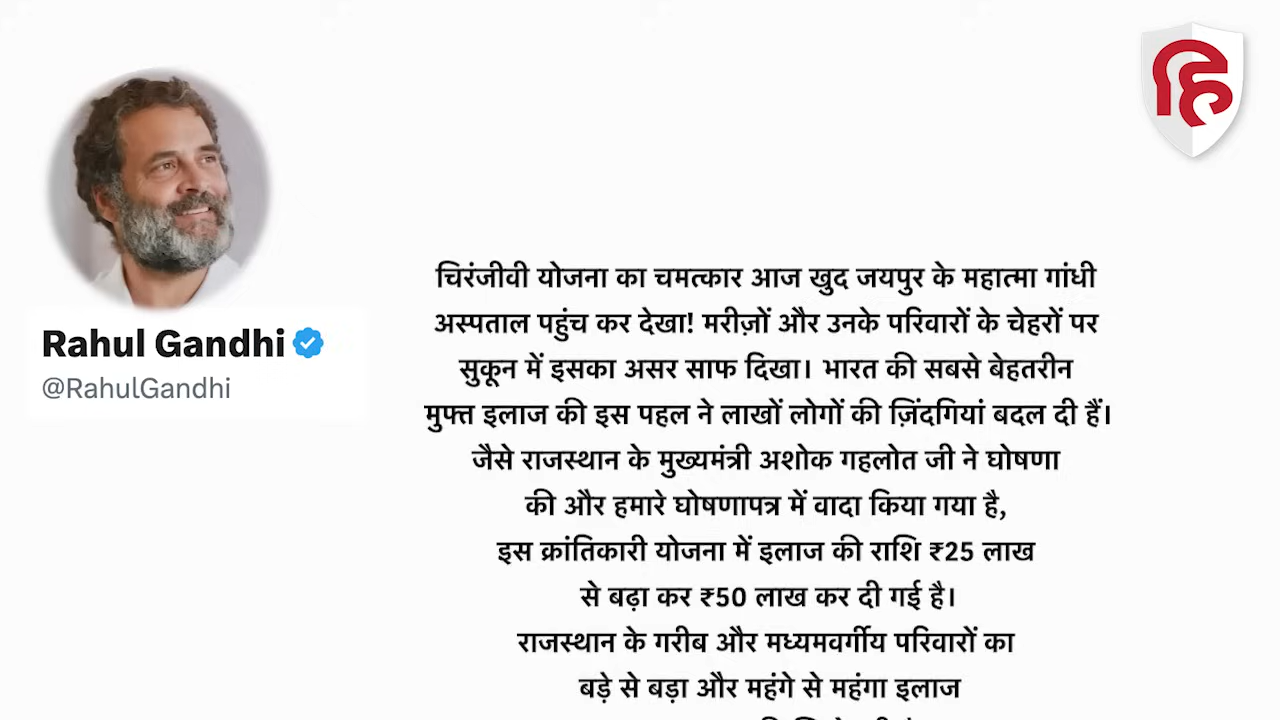 हि
Rahul Gandhi
@RahulGandhi
चिरंजीवी योजना का चमत्कार आज खुद जयपुर के महात्मा गांधी
अस्पताल पहुंच कर देखा! मरीज़ों और उनके परिवारों के चेहरों पर
सुकून में इसका असर साफ दिखा। भारत की सबसे बेहतरीन
मुफ्त इलाज की इस पहल ने लाखों लोगों की ज़िंदगियां बदल दी हैं।
जैसे राजस्थान के मुख्यमंत्री अशोक गहलोत जी ने घोषणा
की और हमारे घोषणापत्र में वादा किया गया है,
इस क्रांतिकारी योजना में इलाज की राशि ₹25 लाख
से बढ़ा कर ₹50 लाख कर दी गई है।
राजस्थान के गरीब और मध्यमवर्गीय परिवारों का
बड़े से बड़ा और महंगे से महंगा इलाज